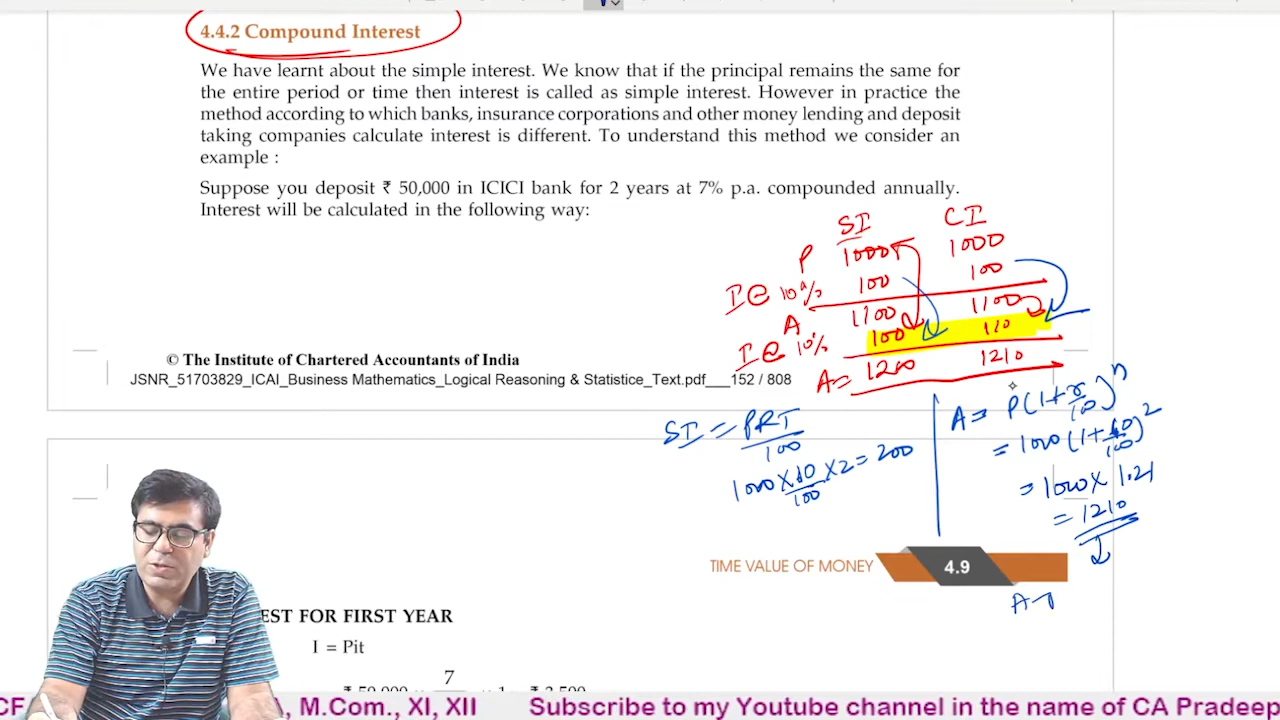 4.4.2 Compound Interest
We have learnt about the simple interest. We know that if the principal remains the same for
the entire period or time then interest is called as simple interest. However in practice the
method according to which banks, insurance corporations and other money lending and deposit
taking companies calculate interest is different. To understand this method we consider an
example :
Suppose you deposit ₹ 50,000 in ICICI bank for 2 years at 7% p.a. compounded annually.
Interest will be calculated in the following way:
SI CI
P 1000 1000
I @ 10% 100 100
A 1100 1100
I @ 10% 100 110
A = 1200 1210
© The Institute of Chartered Accountants of India
JSNR_51703829_ICAI_Business Mathematics_Logical Reasoning & Statistice_Text.pdf___152 / 808
SI = PRT/100
1000 × 10/100 × 2 = 200
A = P(1 + r/100)^n
= 1000 (1 + 10/100)^2
= 1000 × 1.21
= 1210
TIME VALUE OF MONEY 4.9
A -
EST FOR FIRST YEAR
I = Pit
7
₹ 50,000 × × 1 = ₹ 3,500
CF A, M.Com., XI, XII Subscribe to my Youtube channel in the name of CA Pradeep